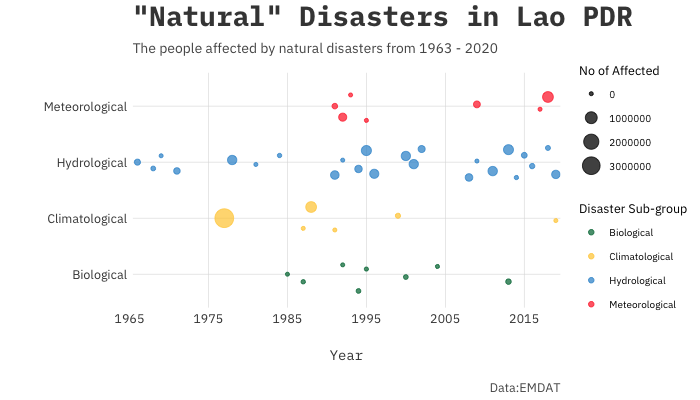 "Natural" Disasters in Lao PDR
The people affected by natural disasters from 1963 - 2020
No of Affected
0
1000000
2000000
3000000
Disaster Sub-group
Biological
Climatological
Hydrological
Meteorological
Meteorological
Hydrological
Climatological
Biological
1965 1975 1985 1995 2005 2015
Year
Data:EMDAT